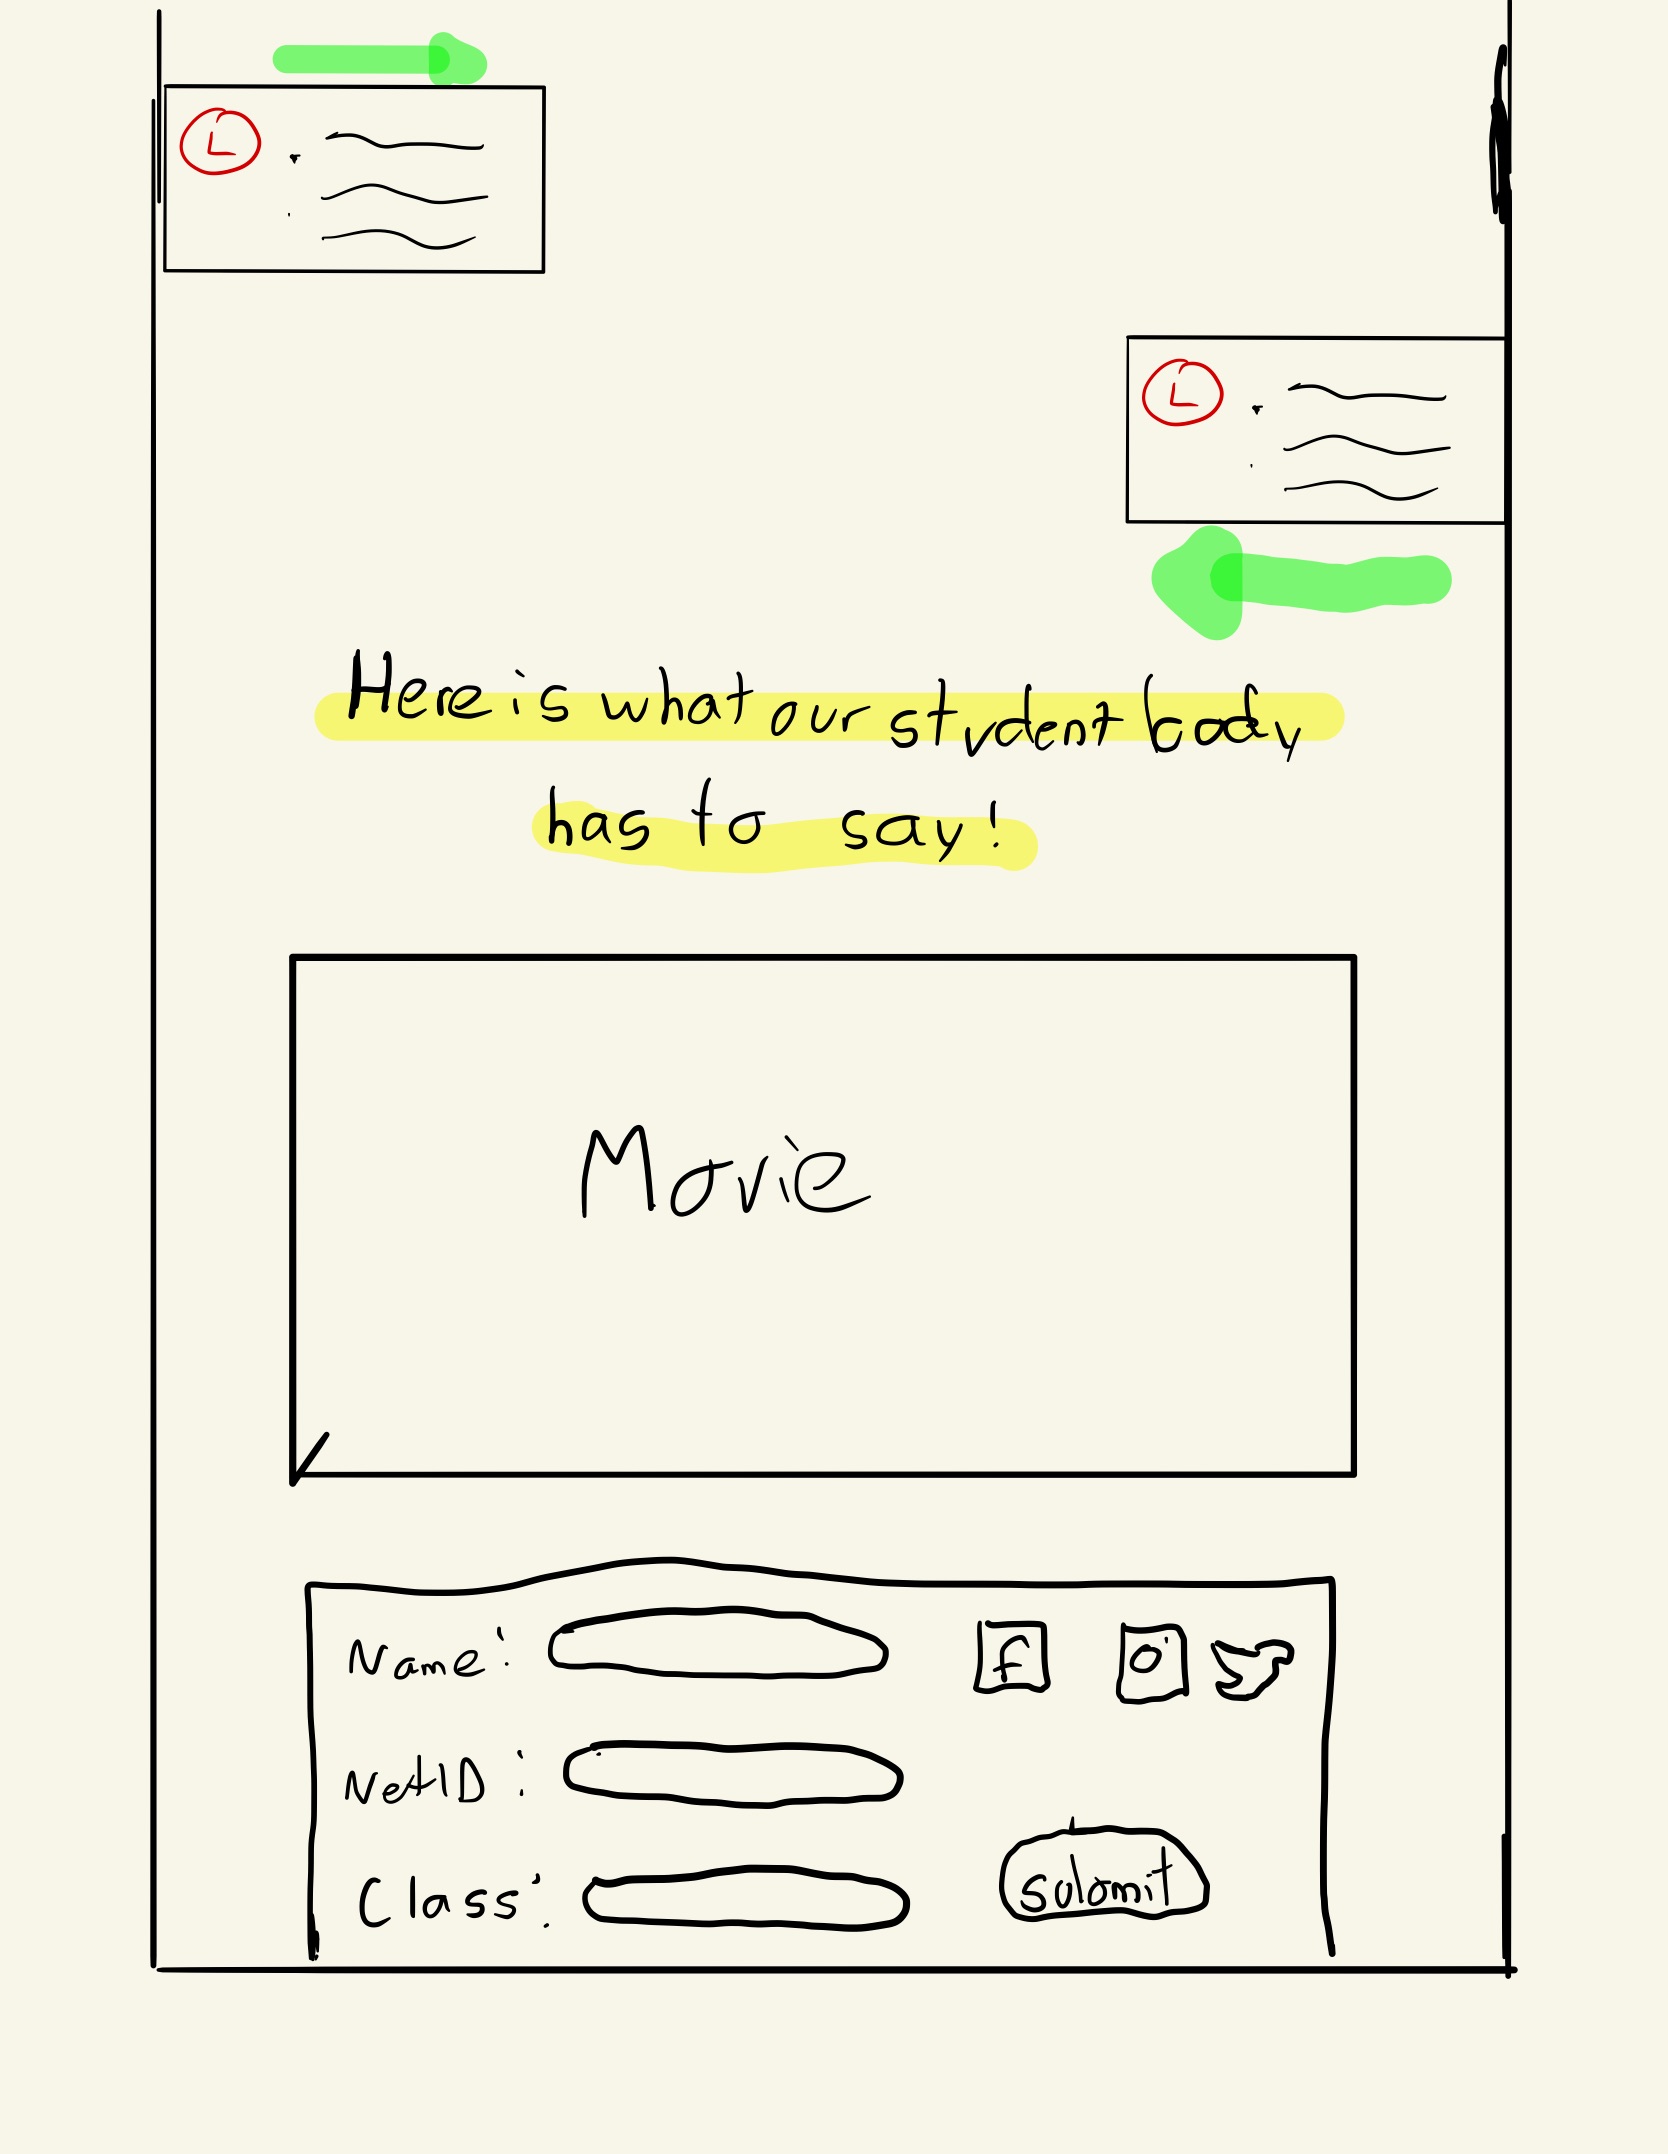 L
L
Here is what our student body
has to say!
Movie
Name:
f
NetID:
Class:
submit